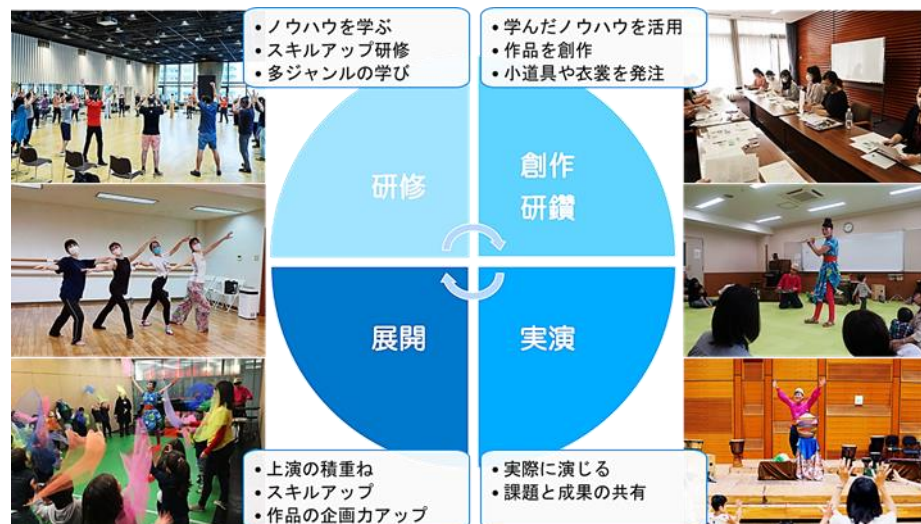 • ノウハウを学ぶ
• スキルアップ研修
• 多ジャンルの学び
• 学んだノウハウを活用
• 作品を創作
• 小道具や衣裳を発注
研修
創作
研鑽
展開
実演
• 上演の積重ね
• スキルアップ
• 作品の企画力アップ
• 実際に演じる
• 課題と成果の共有